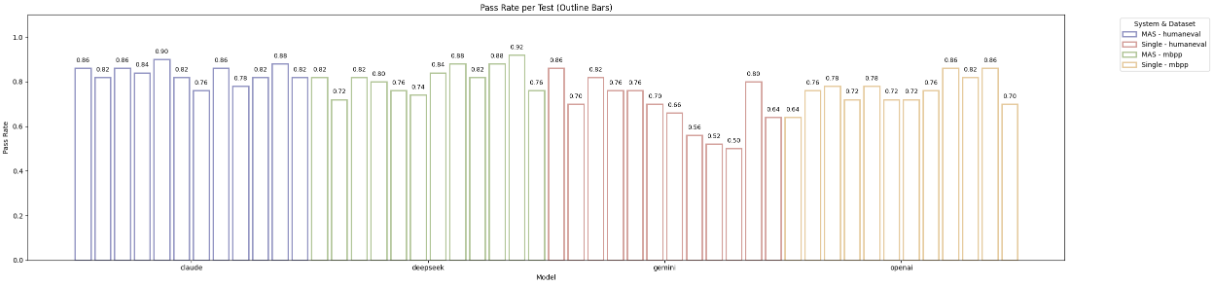 Pass Rate per Test (Outline Bars)
System & Dataset
MAS - humaneval
Single - humaneval
MAS - mbpp
Single - mbpp
Pass Rate
1.0
0.8
0.6
0.4
0.2
0.0
0.86 0.82 0.86 0.84 0.90 0.82 0.76 0.86 0.78 0.82 0.88 0.82 0.82 0.72 0.82 0.80 0.76 0.74 0.84 0.88 0.82 0.88 0.92 0.76 0.86 0.70 0.82 0.76 0.76 0.70 0.66 0.56 0.52 0.50 0.80 0.64 0.64 0.76 0.78 0.72 0.78 0.72 0.72 0.76 0.86 0.82 0.86 0.70
claude deepseek gemini openai
Model